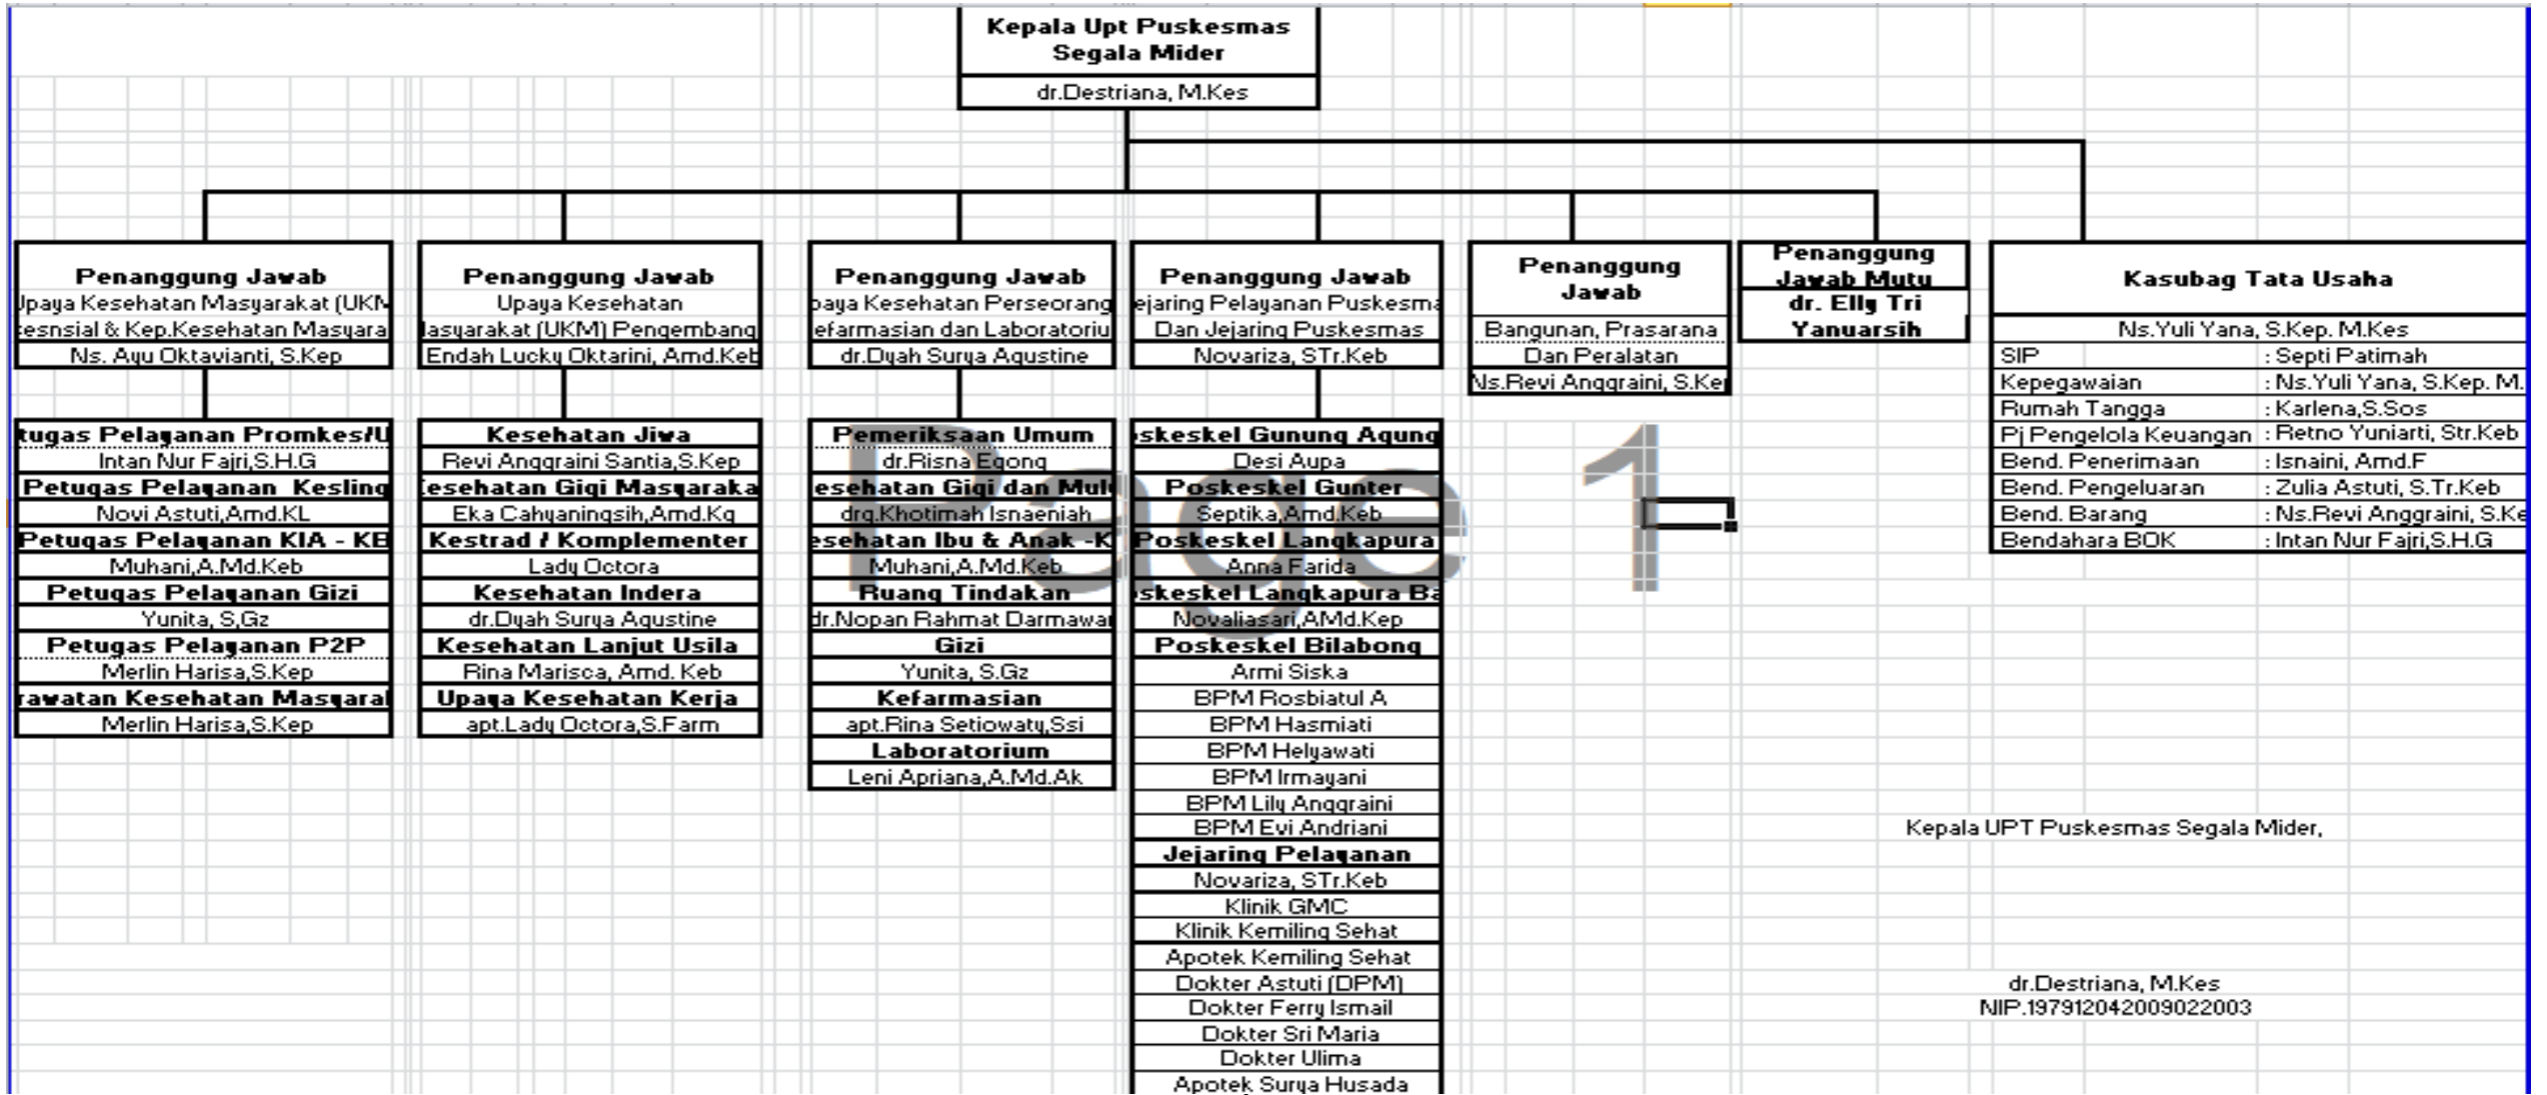 Kepala Upt Puskesmas
Segala Mider
dr.Destriana, M.Kes
Penanggung Jawab
Upaya Kesehatan Masyarakat (UKM
esnsial & Kep.Kesehatan Masyara
Ns. Ayu Oktavianti, S.Kep
tugas Pelayanan Promkes/U
Intan Nur Fajri,S.H.G
Petugas Pelayanan Kesling
Novi Astuti,Amd.KL
Petugas Pelayanan KIA - KB
Muhani,A.Md.Keb
Petugas Pelayanan Gizi
Yunita, S,Gz
Petugas Pelayanan P2P
Merlin Harisa,S.Kep
rawatan Kesehatan Masyaral
Merlin Harisa,S.Kep
Penanggung Jawab
Upaya Kesehatan
lasyarakat (UKM) Pengembang
Endah Lucky Oktarini, Amd.Keb
Kesehatan Jiwa
Revi Anggraini Santia,S.Kep
Kesehatan Gigi Masyaraka
Eka Cahyaningsih,Amd.Kg
Kestrad / Komplementer
Lady Octora
Kesehatan Indera
dr.Dyah Surya Agustine
Kesehatan Lanjut Usila
Rina Marisca, Amd. Keb
Upaya Kesehatan Kerja
apt.Lady Octora,S.Farm
Penanggung Jawab
paya Kesehatan Perseorang
efarmasian dan Laboratoriu
dr.Dyah Surya Agustine
Pemeriksaan Umum
dr.Risna Egong
esehatan Gigi dan Mulu
drg.Khotimah Isnaeniah
esehatan Ibu & Anak -K
Muhani,A.Md.Keb
Ruang Tindakan
dr.Nopan Rahmat Darmawa
Gizi
Yunita, S.Gz
Kefarmasian
apt.Rina Setiowaty,Ssi
Laboratorium
Leni Apriana,A.Md.Ak
Penanggung Jawab
ejaring Pelayanan Puskesma
Dan Jejaring Puskesmas
Novariza, STr.Keb
oskeskel Gunung Agung
Desi Aupa
Poskeskel Gunter
Septika,Amd.Keb
Poskeskel Langkapura
Anna Farida
oskeskel Langkapura Ba
Novaliasari,AMd.Kep
Poskeskel Bilabong
Armi Siska
BPM Rosbiatul A
BPM Hasmiati
BPM Helyawati
BPM Irmayani
BPM Lily Anggraini
BPM Evi Andriani
Jejaring Pelayanan
Novariza, STr.Keb
Klinik GMC
Klinik Kemiling Sehat
Apotek Kemiling Sehat
Dokter Astuti (DPM)
Dokter Ferry Ismail
Dokter Sri Maria
Dokter Ulima
Apotek Surya Husada
Penanggung
Jawab
Bangunan, Prasarana
Dan Peralatan
Ns.Revi Anggraini, S.Kep
Penanggung
Jawab Mutu
dr. Elly Tri
Yanuarsih
Kasubag Tata Usaha
Ns.Yuli Yana, S.Kep. M.Kes
SIP : Septi Patimah
Kepegawaian : Ns.Yuli Yana, S.Kep. M.
Rumah Tangga : Karlena,S.Sos
Pj Pengelola Keuangan : Retno Yuniarti, Str.Keb
Bend. Penerimaan : Isnaini, Amd.F
Bend. Pengeluaran : Zulia Astuti, S.Tr.Keb
Bend. Barang : Ns.Revi Anggraini, S.Ke
Bendahara BOK : Intan Nur Fajri,S.H.G
Page 1
Kepala UPT Puskesmas Segala Mider,
dr.Destriana, M.Kes
NIP.197912042009022003